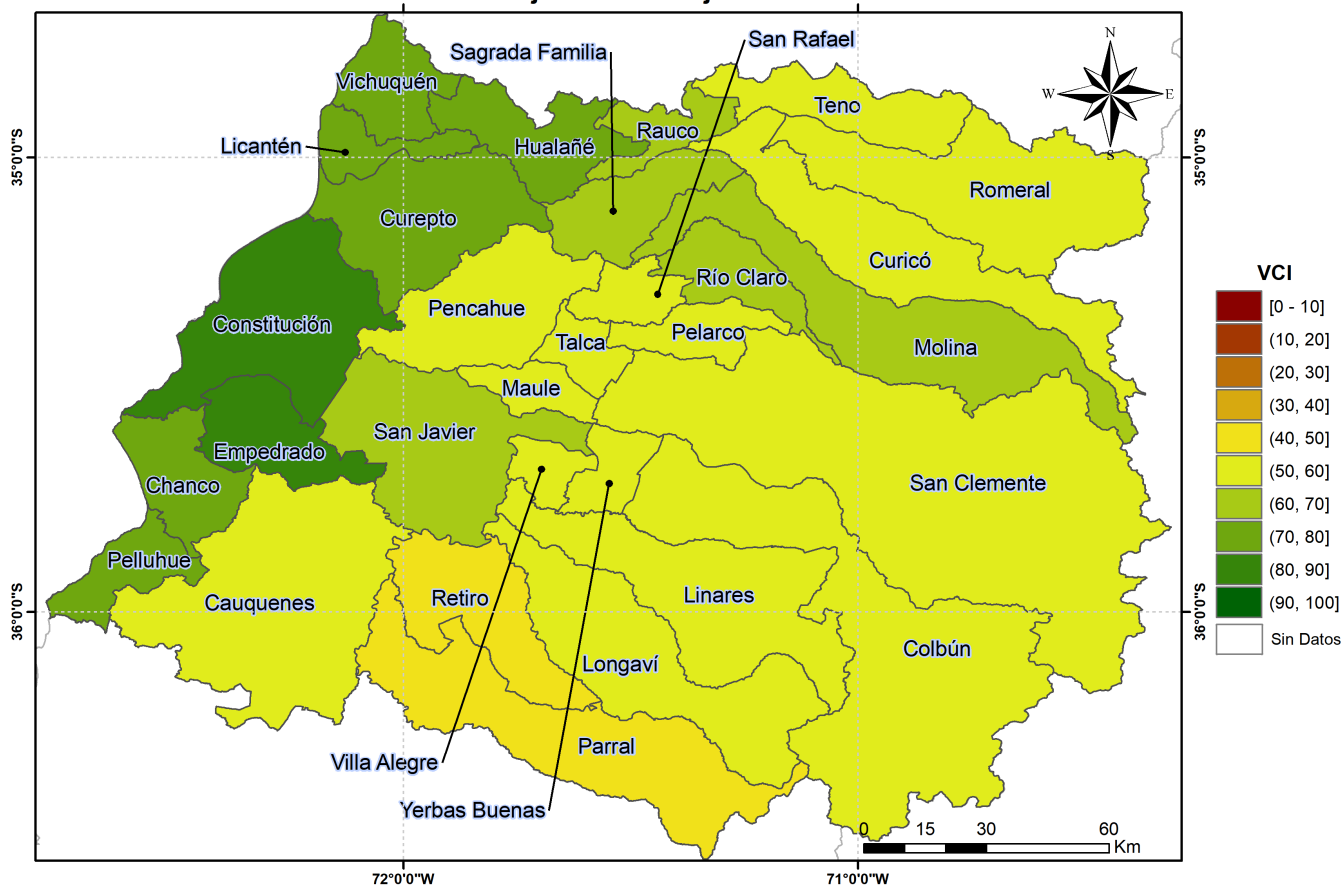 Sagrada Familia
San Rafael
N
W
E
S
Vichuquén
Teno
Licantén
Rauco
Hualañé
35°0'0"S
35°0'0"S
Romeral
Curepto
Curicó
Río Claro
Pencahue
Constitución
Talca
Pelarco
Molina
Maule
San Javier
Empedrado
Chanco
San Clemente
Pelluhue
Cauquenes
Retiro
Linares
36°0'0"S
36°0'0"S
Colbún
Longaví
Parral
Villa Alegre
Yerbas Buenas
VCI
[0 - 10]
(10, 20]
(20, 30]
(30, 40]
(40, 50]
(50, 60]
(60, 70]
(70, 80]
(80, 90]
(90, 100]
Sin Datos
0 15 30 60
Km
72°0'0"W
71°0'0"W